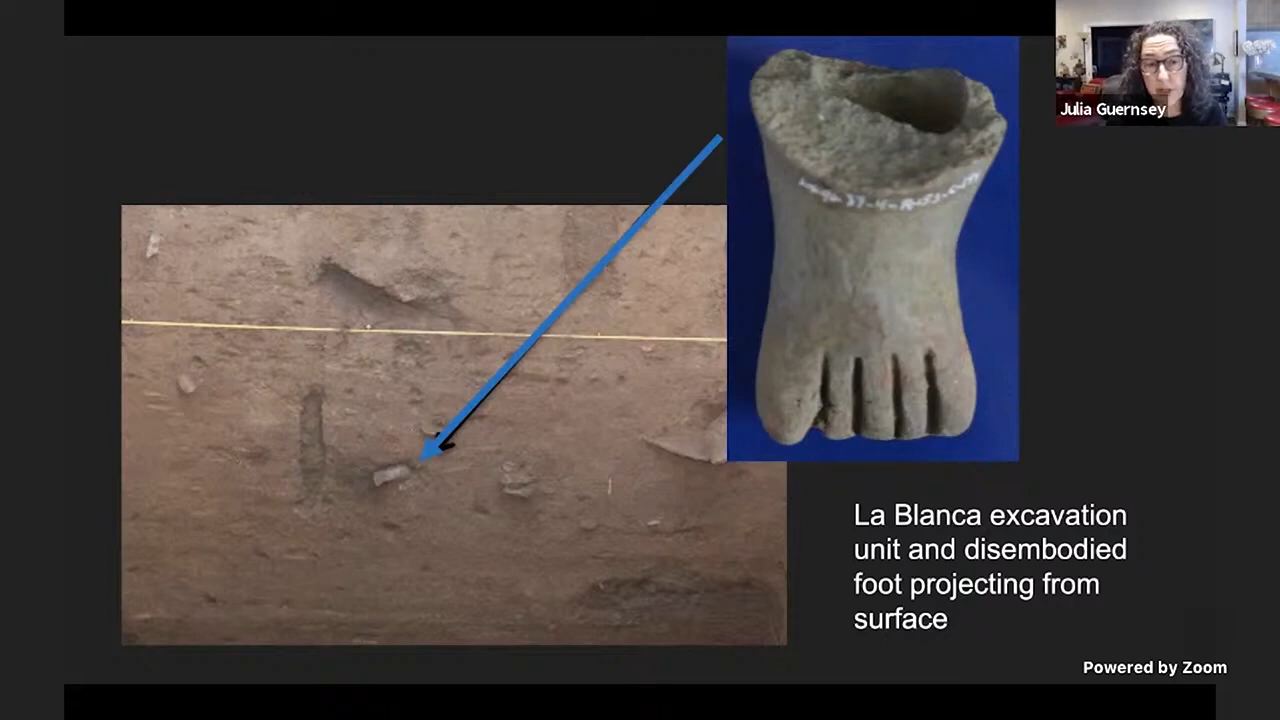 Julia Guernsey
La Blanca excavation
unit and disembodied
foot projecting from
surface
Powered by Zoom